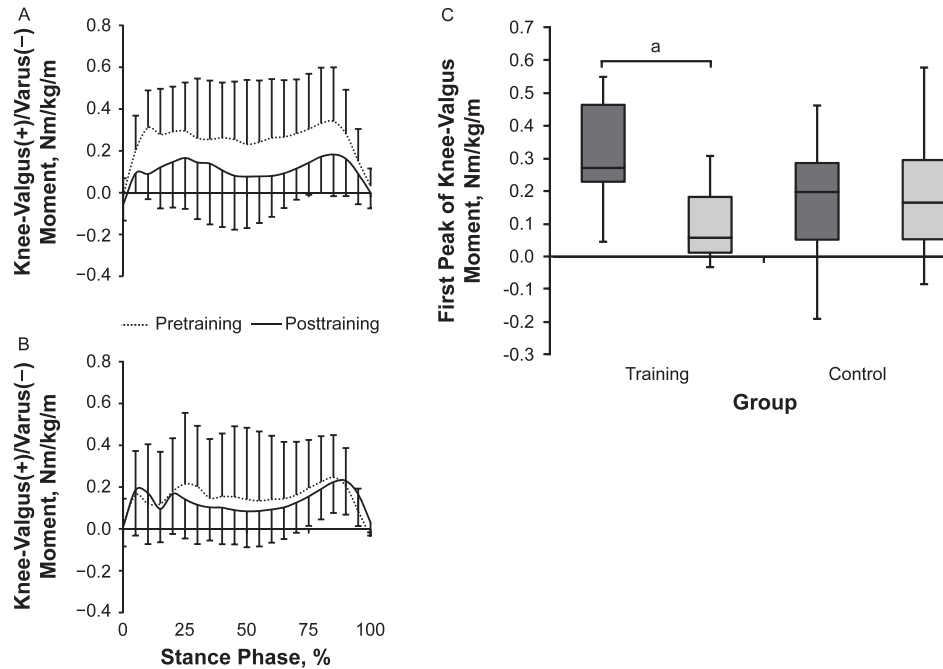 A
Knee-Valgus(+)/Varus(−)
Moment, Nm/kg/m
0.8
0.6
0.4
0.2
0.0
−0.2
−0.4
Pretraining
Posttraining
B
Knee-Valgus(+)/Varus(−)
Moment, Nm/kg/m
0.8
0.6
0.4
0.2
0.0
−0.2
−0.4
0 25 50 75 100
Stance Phase, %
C
First Peak of Knee-Valgus
Moment, Nm/kg/m
0.7
0.6
0.5
0.4
0.3
0.2
0.1
0.0
-0.1
-0.2
-0.3
a
Training Control
Group